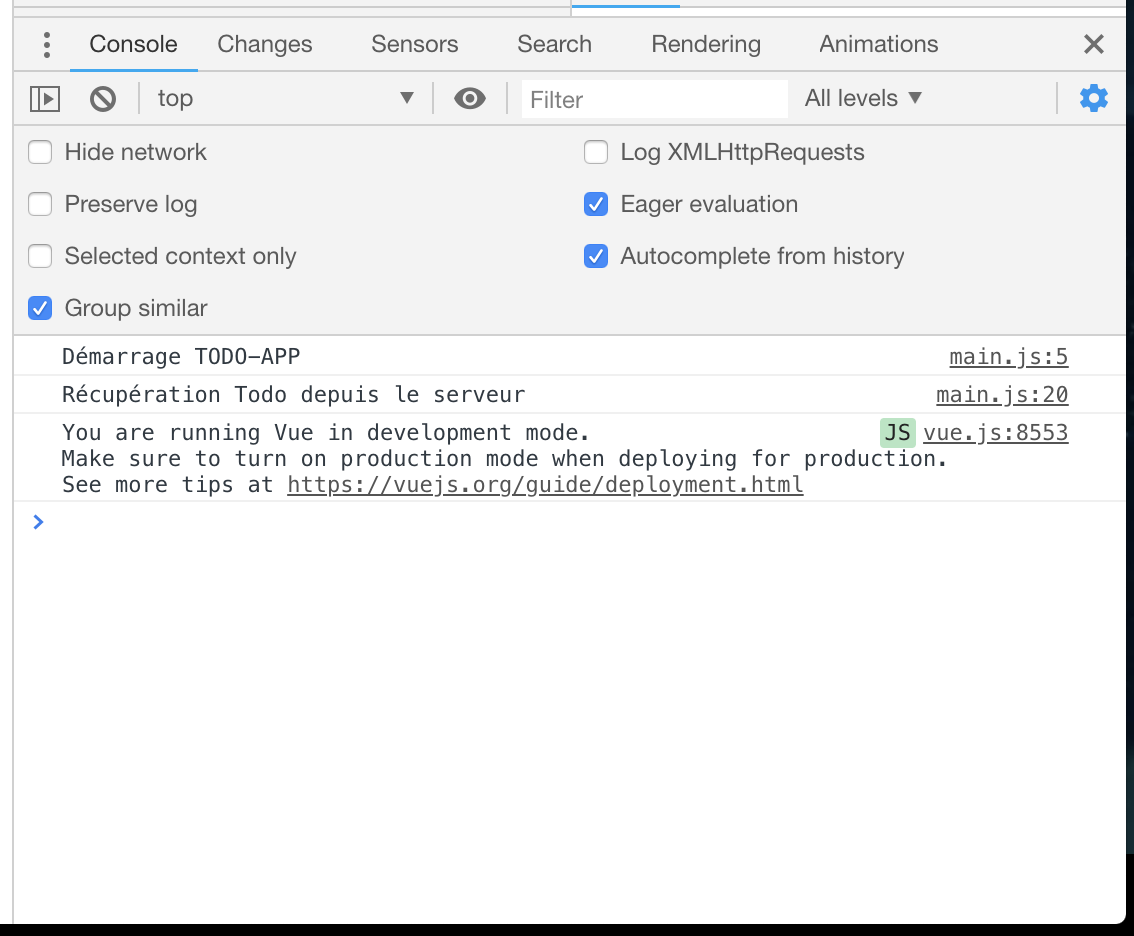 Console Changes Sensors Search Rendering Animations
top Filter All levels
Hide network Log XMLHttpRequests
Preserve log Eager evaluation
Selected context only Autocomplete from history
Group similar
Démarrage TODO-APP main.js:5
Récupération Todo depuis le serveur main.js:20
You are running Vue in development mode. JS vue.js:8553
Make sure to turn on production mode when deploying for production.
See more tips at https://vuejs.org/guide/deployment.html